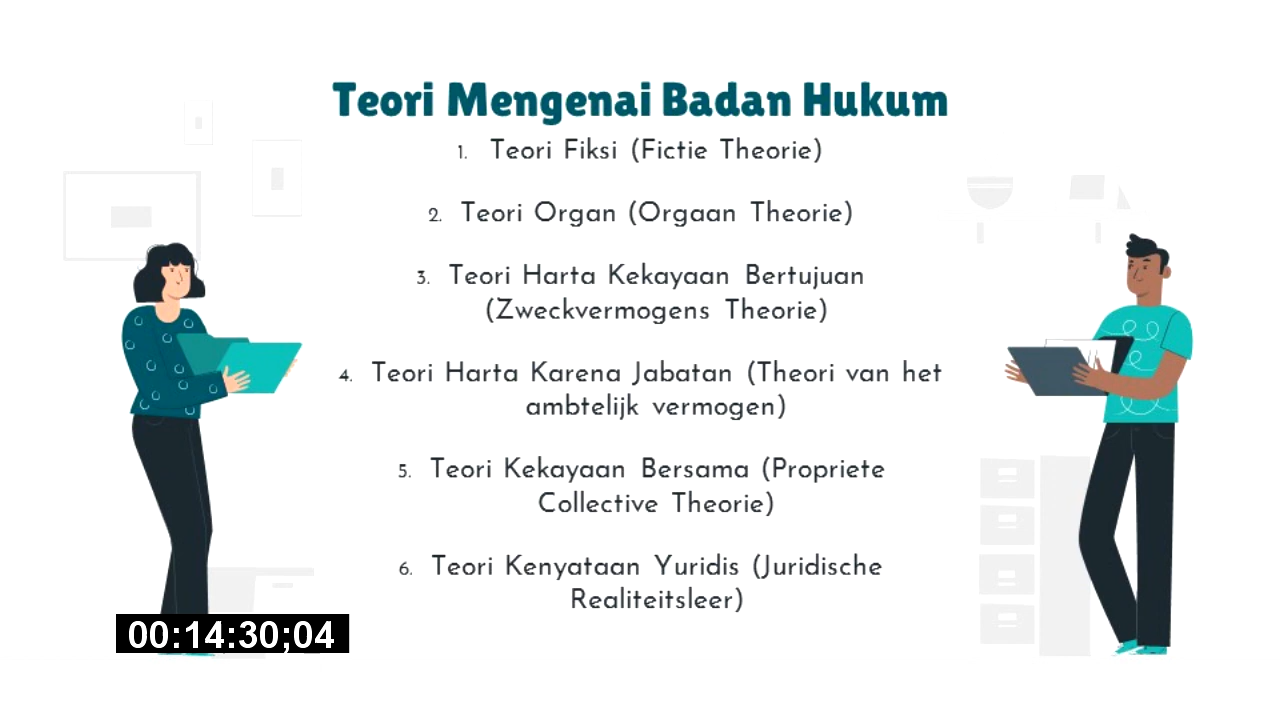 Teori Mengenai Badan Hukum
1. Teori Fiksi (Fictie Theorie)
2. Teori Organ (Orgaan Theorie)
3. Teori Harta Kekayaan Bertujuan
(Zweckvermogens Theorie)
4. Teori Harta Karena Jabatan (Theori van het
ambtelijk vermogen)
5. Teori Kekayaan Bersama (Propriete
Collective Theorie)
6. Teori Kenyataan Yuridis (Juridische
Realiteitsleer)
00:14:30;04